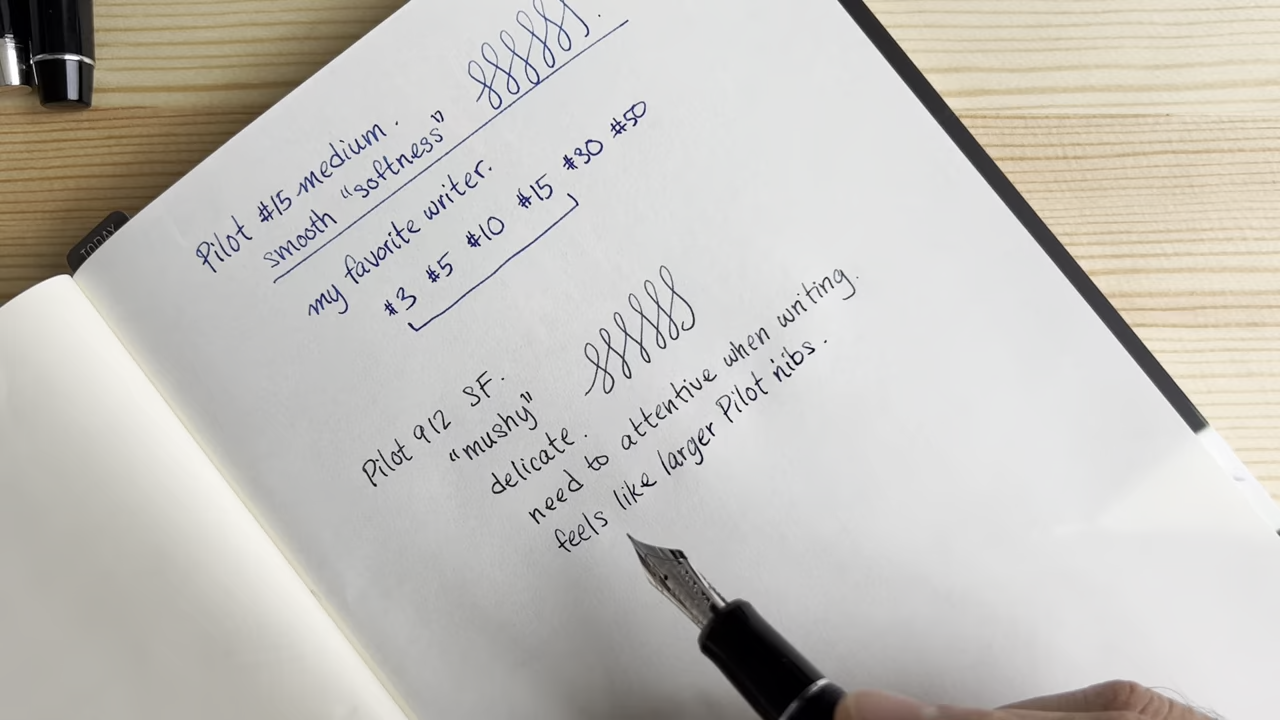 Pilot #15 medium.
smooth "softness"
my favorite writer.
#3 #5 #10 #15 #30 #50
Pilot 912 SF.
"mushy"
delicate.
need to attentive when writing.
feels like larger Pilot nibs.
TODAY